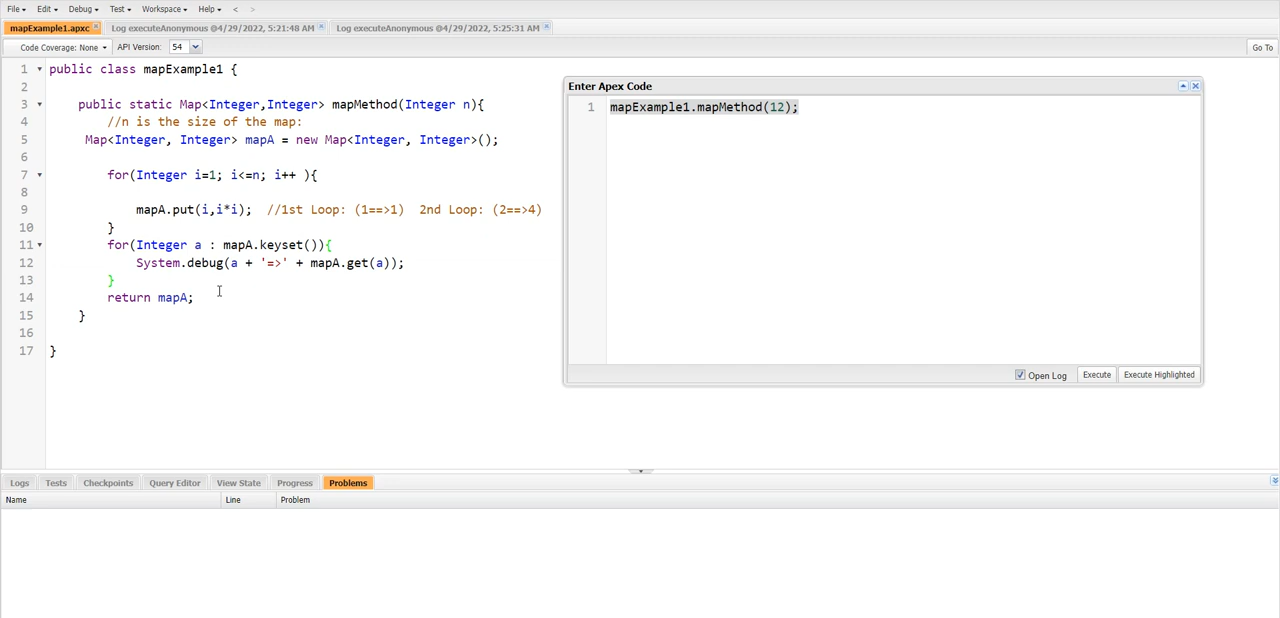 File Edit Debug Test Workspace Help < >
mapExample1.apxc Log executeAnonymous @4/29/2022, 5:21:48 AM Log executeAnonymous @4/29/2022, 5:25:31 AM
Code Coverage: None API Version: 54 Go To
1 public class mapExample1 {
2
3 public static Map<Integer,Integer> mapMethod(Integer n){
4 //n is the size of the map:
5 Map<Integer, Integer> mapA = new Map<Integer, Integer>();
6
7 for(Integer i=1; i<=n; i++ ){
8
9 mapA.put(i,i*i); //1st Loop: (1==>1) 2nd Loop: (2==>4)
10 }
11 for(Integer a : mapA.keyset()){
12 System.debug(a + '=>' + mapA.get(a));
13 }
14 return mapA;
15 }
16
17 }
Enter Apex Code
1 mapExample1.mapMethod(12);
Open Log Execute Execute Highlighted
Logs Tests Checkpoints Query Editor View State Progress Problems
Name Line Problem